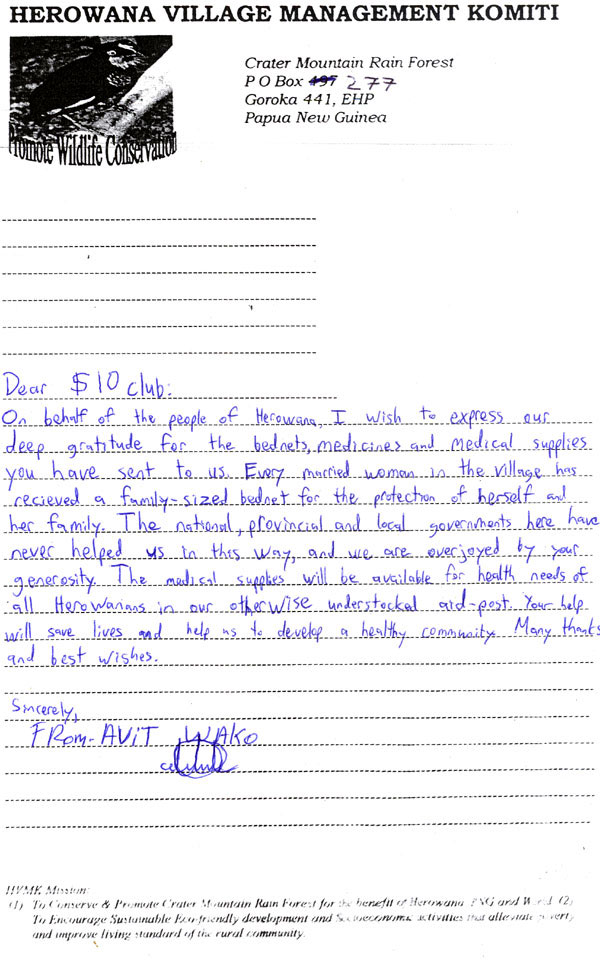 HEROWANA VILLAGE MANAGEMENT KOMITI
Promote Wildlife Conservation
Crater Mountain Rain Forest
P O Box 497 277
Goroka 441, EHP
Papua New Guinea
Dear $10 club:
On behalf of the people of Herowana, I wish to express our
deep gratitude for the bednets, medicines and medical supplies
you have sent to us. Every married woman in the village has
recieved a family-sized bednet for the protection of herself and
her family. The national, provincial and local governments here have
never helped us in this way, and we are overjoyed by your
generosity. The medical supplies will be available for health needs of
all Herowanans in our otherwise understocked aid-post. Your help
will save lives and help us to develop a healthy community. Many thanks
and best wishes.
Sincerely,
FRom- AViT WAKO
HVMK Mission:
(1) To Conserve & Promote Crater Mountain Rain Forest for the benefit of Herowana, PNG and World. (2)
To Encourage Sustainable Eco-friendly development and Socioeconomic activities that alleviate poverty
and improve living standard of the rural community.